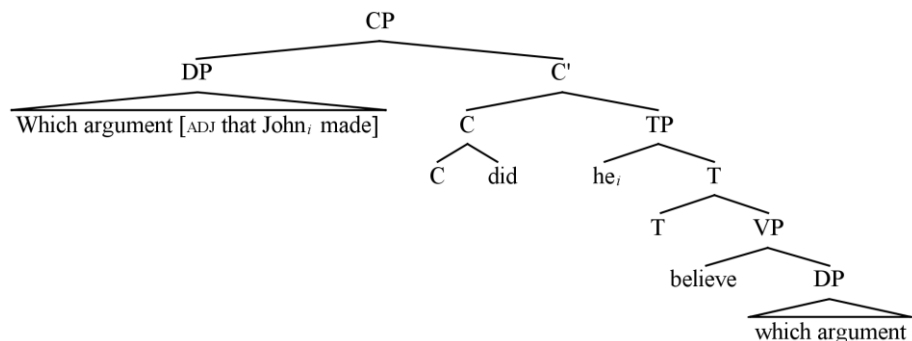 CP
DP C'
Which argument [ADJ that Johni made] C TP
C did hei T
T VP
believe DP
which argument